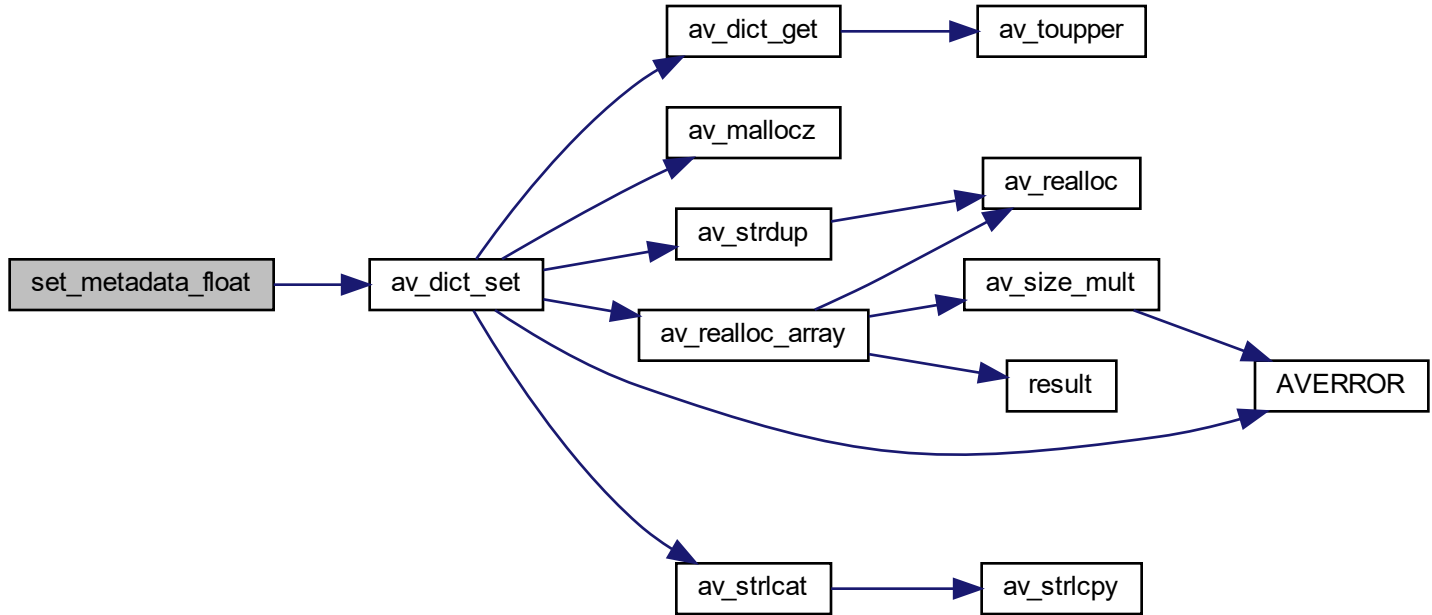 av_dict_get
av_toupper
av_mallocz
av_realloc
av_strdup
set_metadata_float
av_dict_set
av_size_mult
av_realloc_array
result
AVERROR
av_strlcat
av_strlcpy